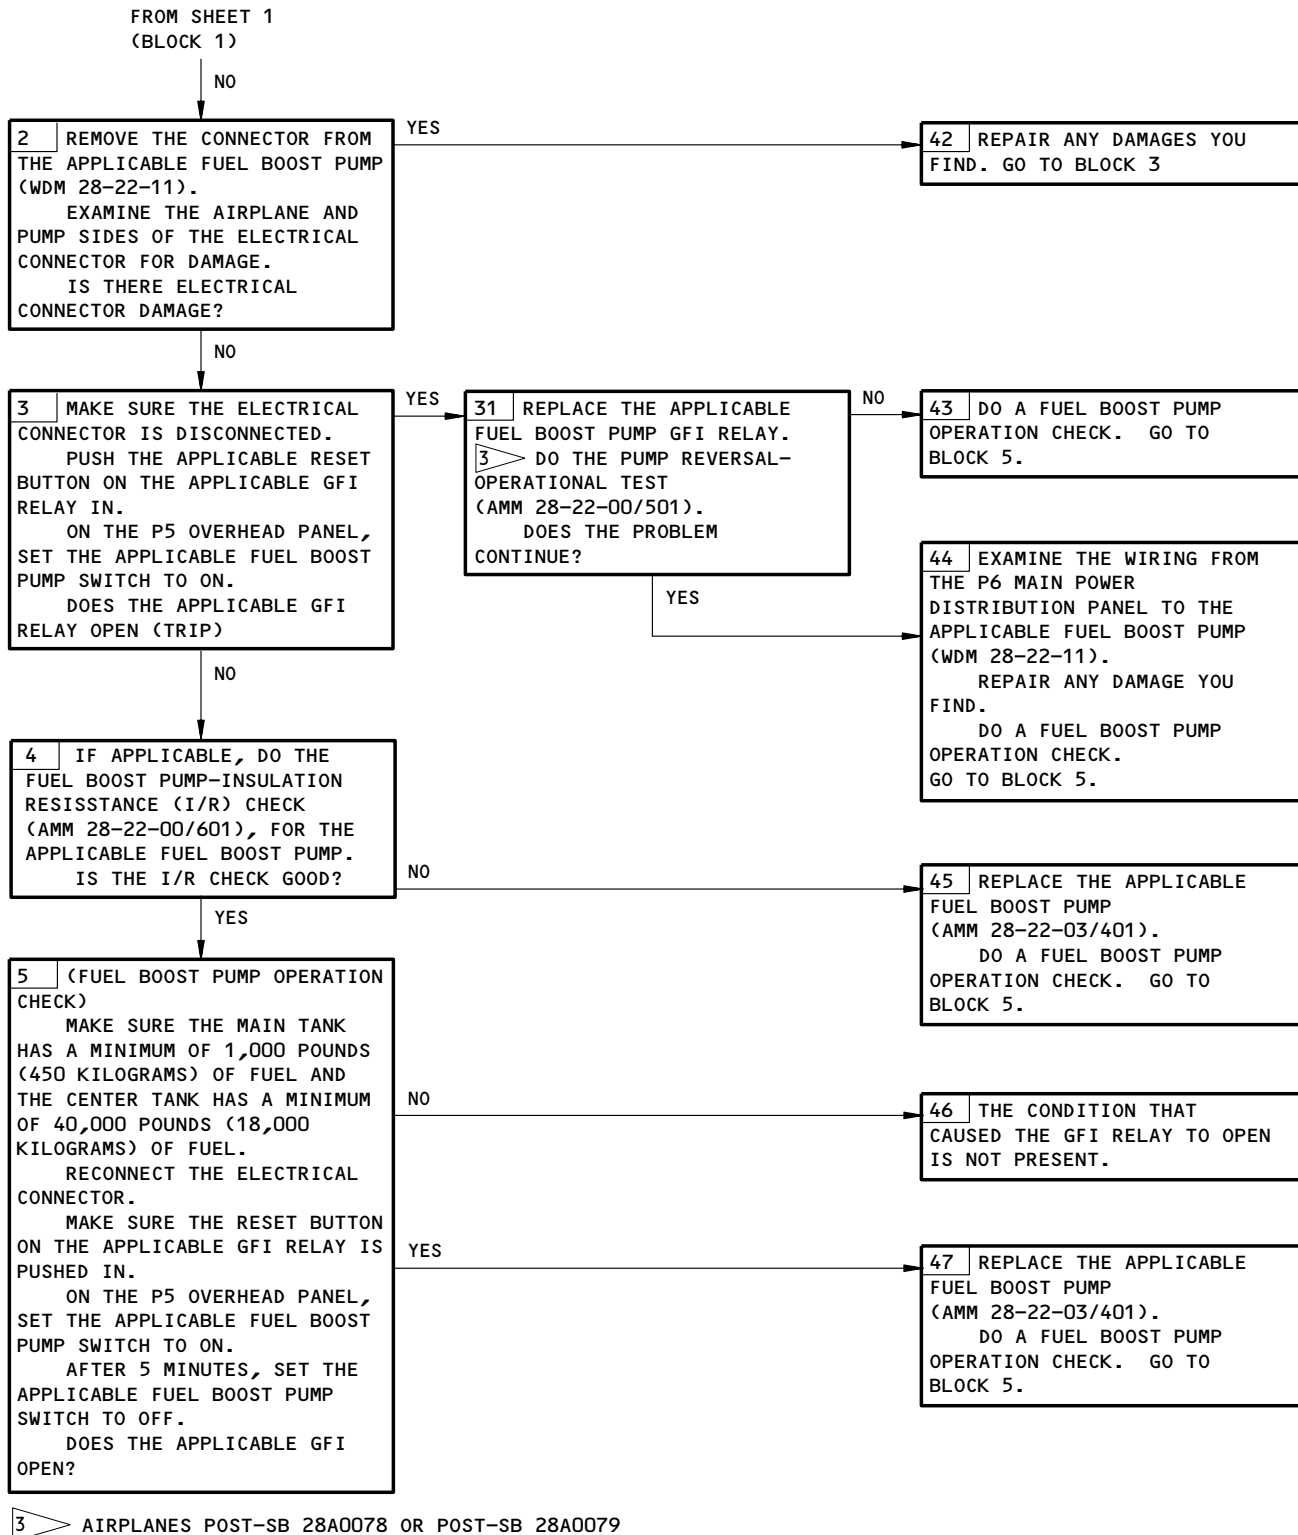 FROM SHEET 1
(BLOCK 1)
NO
2 REMOVE THE CONNECTOR FROM
THE APPLICABLE FUEL BOOST PUMP
(WDM 28-22-11).
EXAMINE THE AIRPLANE AND
PUMP SIDES OF THE ELECTRICAL
CONNECTOR FOR DAMAGE.
IS THERE ELECTRICAL
CONNECTOR DAMAGE?
YES
42 REPAIR ANY DAMAGES YOU
FIND. GO TO BLOCK 3
NO
3 MAKE SURE THE ELECTRICAL
CONNECTOR IS DISCONNECTED.
PUSH THE APPLICABLE RESET
BUTTON ON THE APPLICABLE GFI
RELAY IN.
ON THE P5 OVERHEAD PANEL,
SET THE APPLICABLE FUEL BOOST
PUMP SWITCH TO ON.
DOES THE APPLICABLE GFI
RELAY OPEN (TRIP)
YES
31 REPLACE THE APPLICABLE
FUEL BOOST PUMP GFI RELAY.
3 DO THE PUMP REVERSAL-
OPERATIONAL TEST
(AMM 28-22-00/501).
DOES THE PROBLEM
CONTINUE?
NO
43 DO A FUEL BOOST PUMP
OPERATION CHECK. GO TO
BLOCK 5.
YES
44 EXAMINE THE WIRING FROM
THE P6 MAIN POWER
DISTRIBUTION PANEL TO THE
APPLICABLE FUEL BOOST PUMP
(WDM 28-22-11).
REPAIR ANY DAMAGE YOU
FIND.
DO A FUEL BOOST PUMP
OPERATION CHECK.
GO TO BLOCK 5.
NO
4 IF APPLICABLE, DO THE
FUEL BOOST PUMP-INSULATION
RESISSTANCE (I/R) CHECK
(AMM 28-22-00/601), FOR THE
APPLICABLE FUEL BOOST PUMP.
IS THE I/R CHECK GOOD?
NO
45 REPLACE THE APPLICABLE
FUEL BOOST PUMP
(AMM 28-22-03/401).
DO A FUEL BOOST PUMP
OPERATION CHECK. GO TO
BLOCK 5.
YES
5 (FUEL BOOST PUMP OPERATION
CHECK)
MAKE SURE THE MAIN TANK
HAS A MINIMUM OF 1,000 POUNDS
(450 KILOGRAMS) OF FUEL AND
THE CENTER TANK HAS A MINIMUM
OF 40,000 POUNDS (18,000
KILOGRAMS) OF FUEL.
RECONNECT THE ELECTRICAL
CONNECTOR.
MAKE SURE THE RESET BUTTON
ON THE APPLICABLE GFI RELAY IS
PUSHED IN.
ON THE P5 OVERHEAD PANEL,
SET THE APPLICABLE FUEL BOOST
PUMP SWITCH TO ON.
AFTER 5 MINUTES, SET THE
APPLICABLE FUEL BOOST PUMP
SWITCH TO OFF.
DOES THE APPLICABLE GFI
OPEN?
NO
46 THE CONDITION THAT
CAUSED THE GFI RELAY TO OPEN
IS NOT PRESENT.
YES
47 REPLACE THE APPLICABLE
FUEL BOOST PUMP
(AMM 28-22-03/401).
DO A FUEL BOOST PUMP
OPERATION CHECK. GO TO
BLOCK 5.
3 AIRPLANES POST-SB 28A0078 OR POST-SB 28A0079